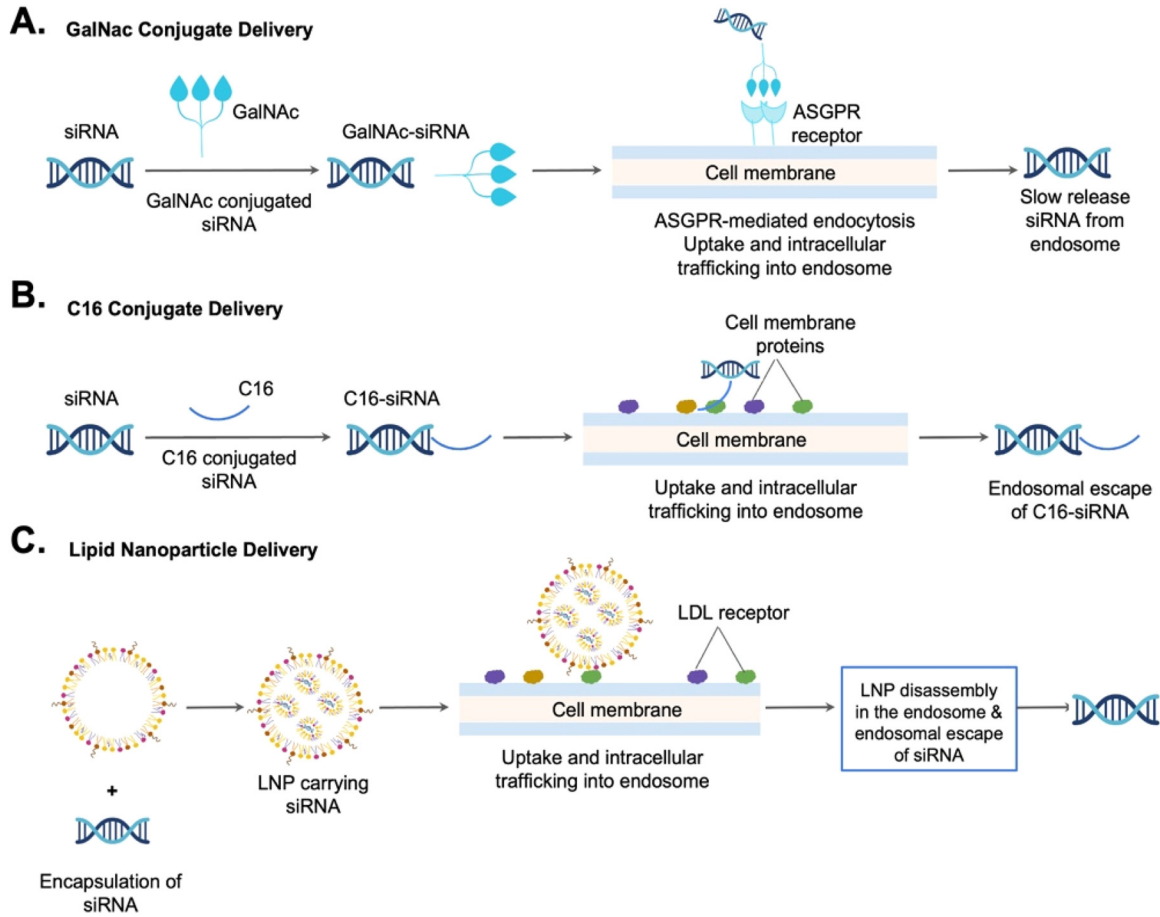 A.
GalNac Conjugate Delivery
siRNA
GalNAc
GalNAc conjugated
siRNA
GalNAc-siRNA
ASGPR
receptor
Cell membrane
ASGPR-mediated endocytosis
Uptake and intracellular
trafficking into endosome
Slow release
siRNA from
endosome
B.
C16 Conjugate Delivery
siRNA
C16
C16 conjugated
siRNA
C16-siRNA
Cell membrane
proteins
Cell membrane
Uptake and intracellular
trafficking into endosome
Endosomal escape
of C16-siRNA
C.
Lipid Nanoparticle Delivery
+
Encapsulation of
siRNA
LNP carrying
siRNA
LDL receptor
Cell membrane
Uptake and intracellular
trafficking into endosome
LNP disassembly
in the endosome &
endosomal escape
of siRNA